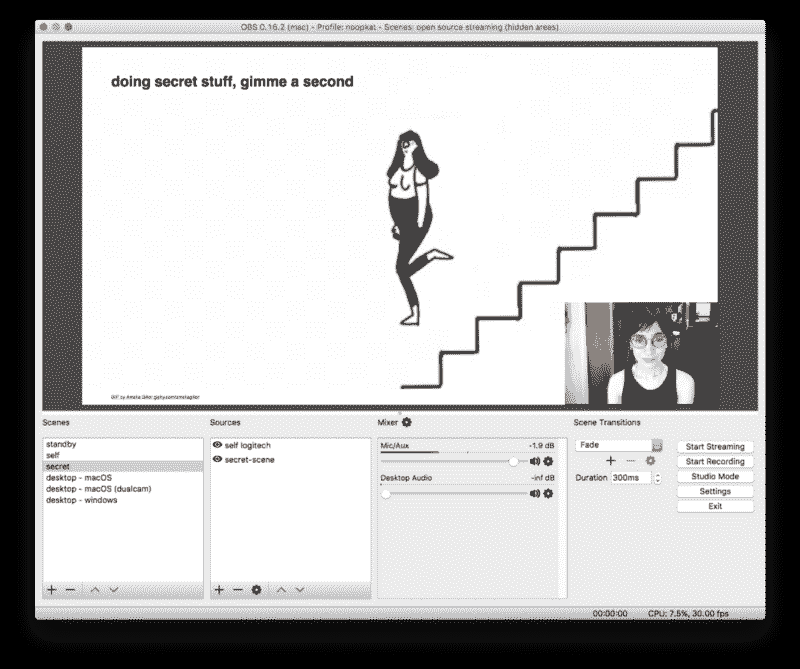 OBS 0.16.2 (mac) - Profile: noopkat - Scenes: open source streaming (hidden areas)
doing secret stuff, gimme a second
Scenes
Sources
Mixer
Scene Transitions
standby
self
secret
desktop - macOS
desktop - macOS (dualcam)
desktop - windows
self logitech
secret-scene
Mic/Aux
-1.9 dB
Desktop Audio
-inf dB
Fade
Duration 300ms
Start Streaming
Start Recording
Studio Mode
Settings
Exit
00:00:00
CPU: 7.5%, 30.00 fps